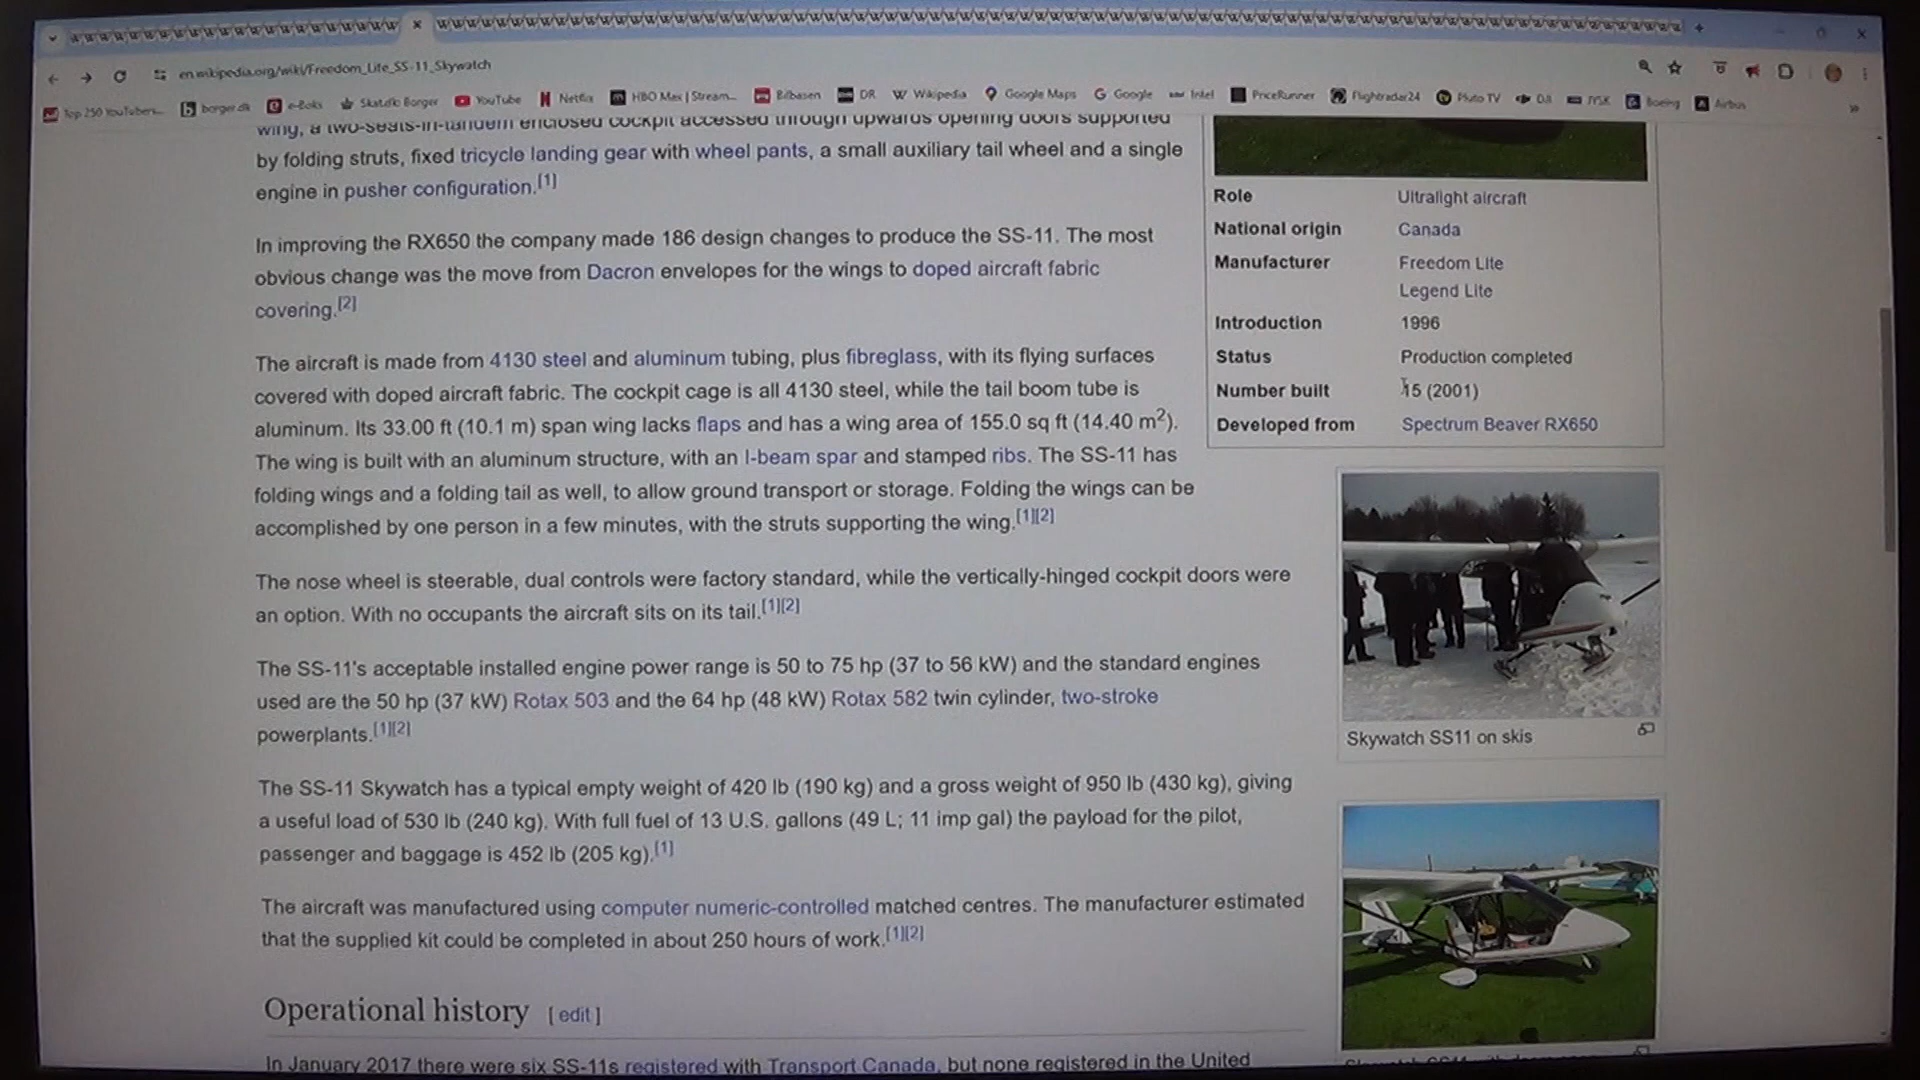 en.wikipedia.org/wiki/Freedom_Lite_SS-11_Skywatch
Top 250 YouTubers... borger.dk e-Boks Skat.dk: Borger YouTube Netflix HBO Max | Stream... Bilbasen DR Wikipedia Google Maps Google Intel PriceRunner Flightradar24 Pluto TV DJI JYSK Boeing Airbus
wing, a two-seats-in-tandem enclosed cockpit accessed through upwards opening doors supported
by folding struts, fixed tricycle landing gear with wheel pants, a small auxiliary tail wheel and a single
engine in pusher configuration.[1]
In improving the RX650 the company made 186 design changes to produce the SS-11. The most
obvious change was the move from Dacron envelopes for the wings to doped aircraft fabric
covering.[2]
The aircraft is made from 4130 steel and aluminum tubing, plus fibreglass, with its flying surfaces
covered with doped aircraft fabric. The cockpit cage is all 4130 steel, while the tail boom tube is
aluminum. Its 33.00 ft (10.1 m) span wing lacks flaps and has a wing area of 155.0 sq ft (14.40 m²).
The wing is built with an aluminum structure, with an I-beam spar and stamped ribs. The SS-11 has
folding wings and a folding tail as well, to allow ground transport or storage. Folding the wings can be
accomplished by one person in a few minutes, with the struts supporting the wing.[1][2]
The nose wheel is steerable, dual controls were factory standard, while the vertically-hinged cockpit doors were
an option. With no occupants the aircraft sits on its tail.[1][2]
The SS-11's acceptable installed engine power range is 50 to 75 hp (37 to 56 kW) and the standard engines
used are the 50 hp (37 kW) Rotax 503 and the 64 hp (48 kW) Rotax 582 twin cylinder, two-stroke
powerplants.[1][2]
The SS-11 Skywatch has a typical empty weight of 420 lb (190 kg) and a gross weight of 950 lb (430 kg), giving
a useful load of 530 lb (240 kg). With full fuel of 13 U.S. gallons (49 L; 11 imp gal) the payload for the pilot,
passenger and baggage is 452 lb (205 kg).[1]
The aircraft was manufactured using computer numeric-controlled matched centres. The manufacturer estimated
that the supplied kit could be completed in about 250 hours of work.[1][2]
Operational history [ edit ]
In January 2017 there were six SS-11s registered with Transport Canada, but none registered in the United
Role Ultralight aircraft
National origin Canada
Manufacturer Freedom Lite
Legend Lite
Introduction 1996
Status Production completed
Number built 15 (2001)
Developed from Spectrum Beaver RX650
Skywatch SS11 on skis